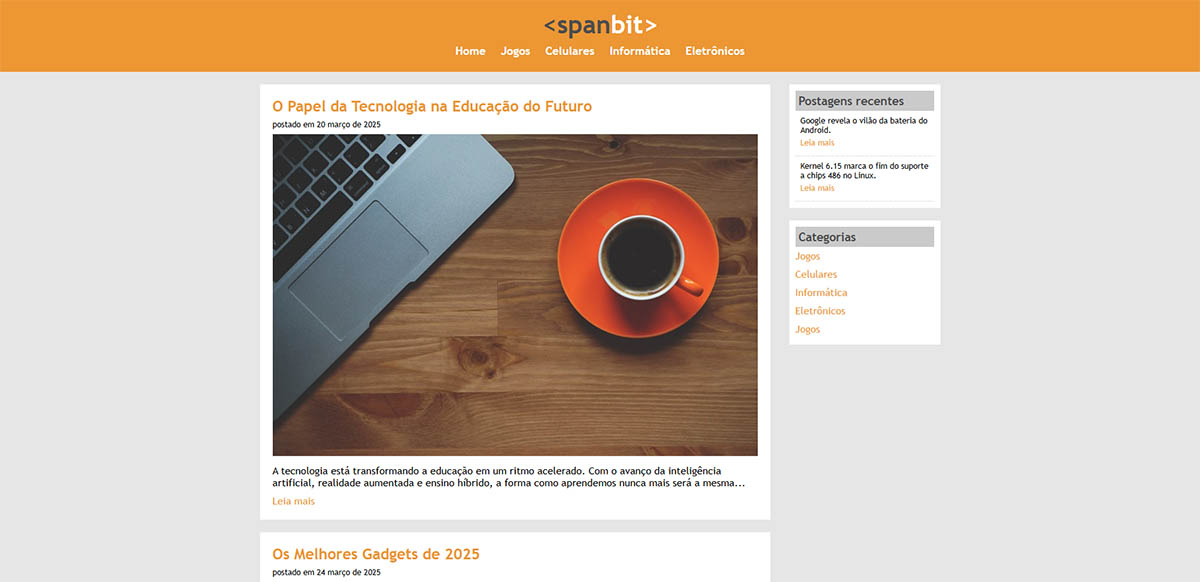 <spanbit>
Home Jogos Celulares Informática Eletrônicos
O Papel da Tecnologia na Educação do Futuro
postado em 20 março de 2025
A tecnologia está transformando a educação em um ritmo acelerado. Com o avanço da inteligência
artificial, realidade aumentada e ensino híbrido, a forma como aprendemos nunca mais será a mesma...
Leia mais
Os Melhores Gadgets de 2025
postado em 24 março de 2025
Postagens recentes
Google revela o vilão da bateria do
Android.
Leia mais
Kernel 6.15 marca o fim do suporte
a chips 486 no Linux.
Leia mais
Categorias
Jogos
Celulares
Informática
Eletrônicos
Jogos